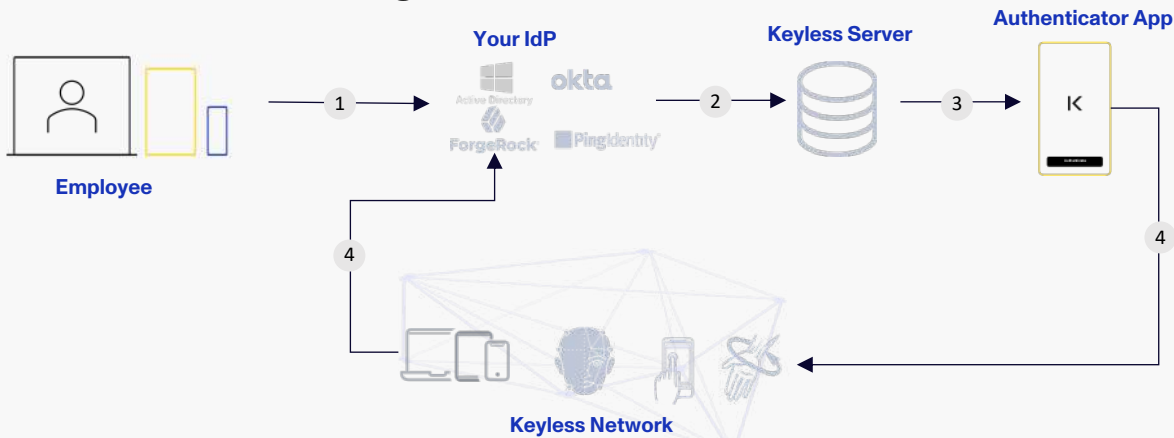 Authenticator App
Your IdP
Keyless Server
okta
Active Directory
ForgeRock
PingIdentity
1
2
3
K
Employee
4
4
Keyless Network